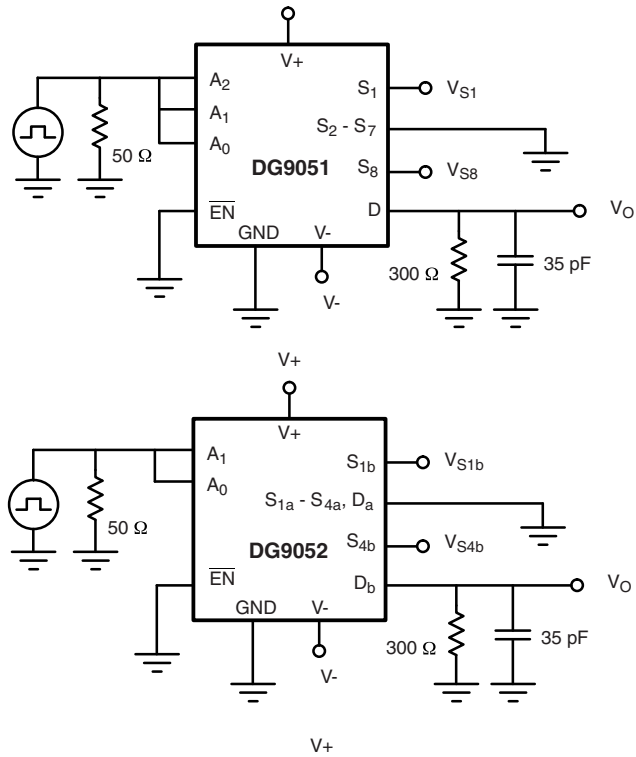 V+
A2
A1
A0
50 Ω
DG9051
EN
GND
V-
V-
S1
VS1
S2 - S7
S8
VS8
D
VO
300 Ω
35 pF
V+
V+
A1
A0
50 Ω
DG9052
EN
GND
V-
V-
S1b
VS1b
S1a - S4a, Da
S4b
VS4b
Db
VO
300 Ω
35 pF
V+